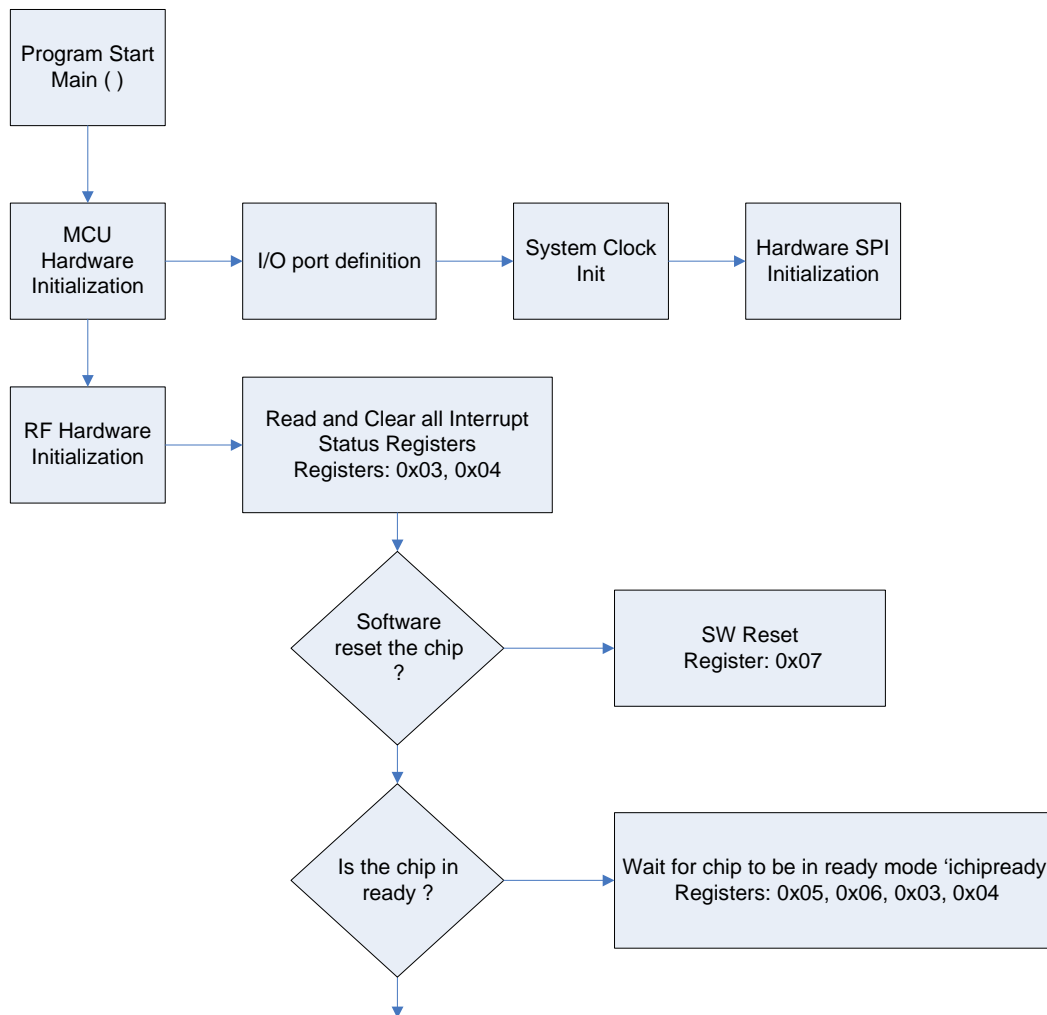 Program Start
Main ( )
MCU
Hardware
Initialization
I/O port definition
System Clock
Init
Hardware SPI
Initialization
RF Hardware
Initialization
Read and Clear all Interrupt
Status Registers
Registers: 0x03, 0x04
Software
reset the chip
?
SW Reset
Register: 0x07
Is the chip in
ready ?
Wait for chip to be in ready mode ‘ichipready
Registers: 0x05, 0x06, 0x03, 0x04